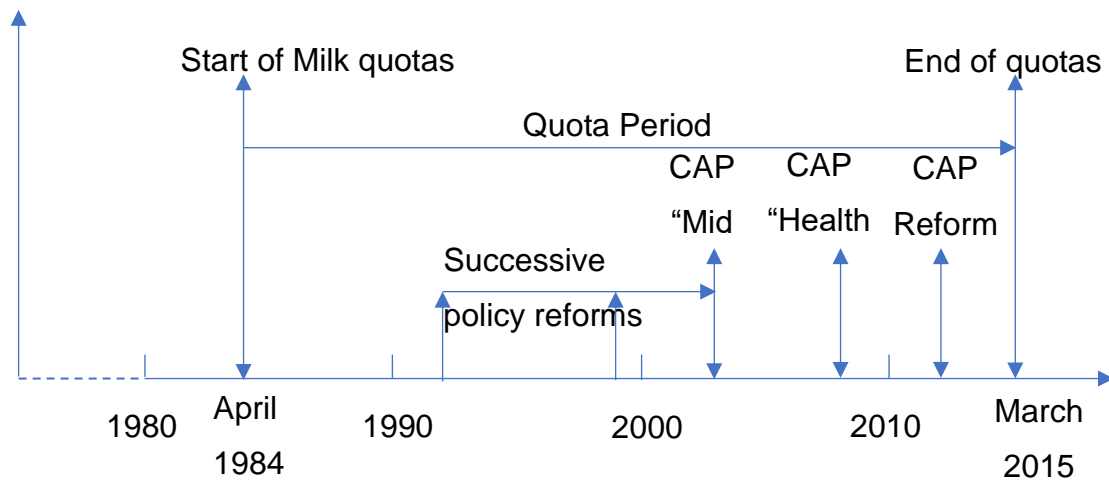 Start of Milk quotas
End of quotas
Quota Period
CAP
“Mid
CAP
“Health
CAP
Reform
Successive
policy reforms
1980
April
1984
1990
2000
2010
March
2015